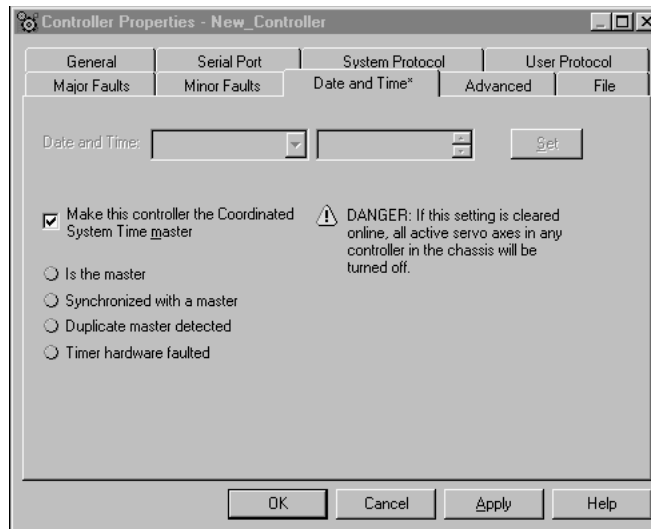 Controller Properties - New_Controller
General Serial Port System Protocol User Protocol
Major Faults Minor Faults Date and Time* Advanced File
Date and Time: Set
Make this controller the Coordinated
System Time master
DANGER: If this setting is cleared
online, all active servo axes in any
controller in the chassis will be
turned off.
Is the master
Synchronized with a master
Duplicate master detected
Timer hardware faulted
OK Cancel Apply Help